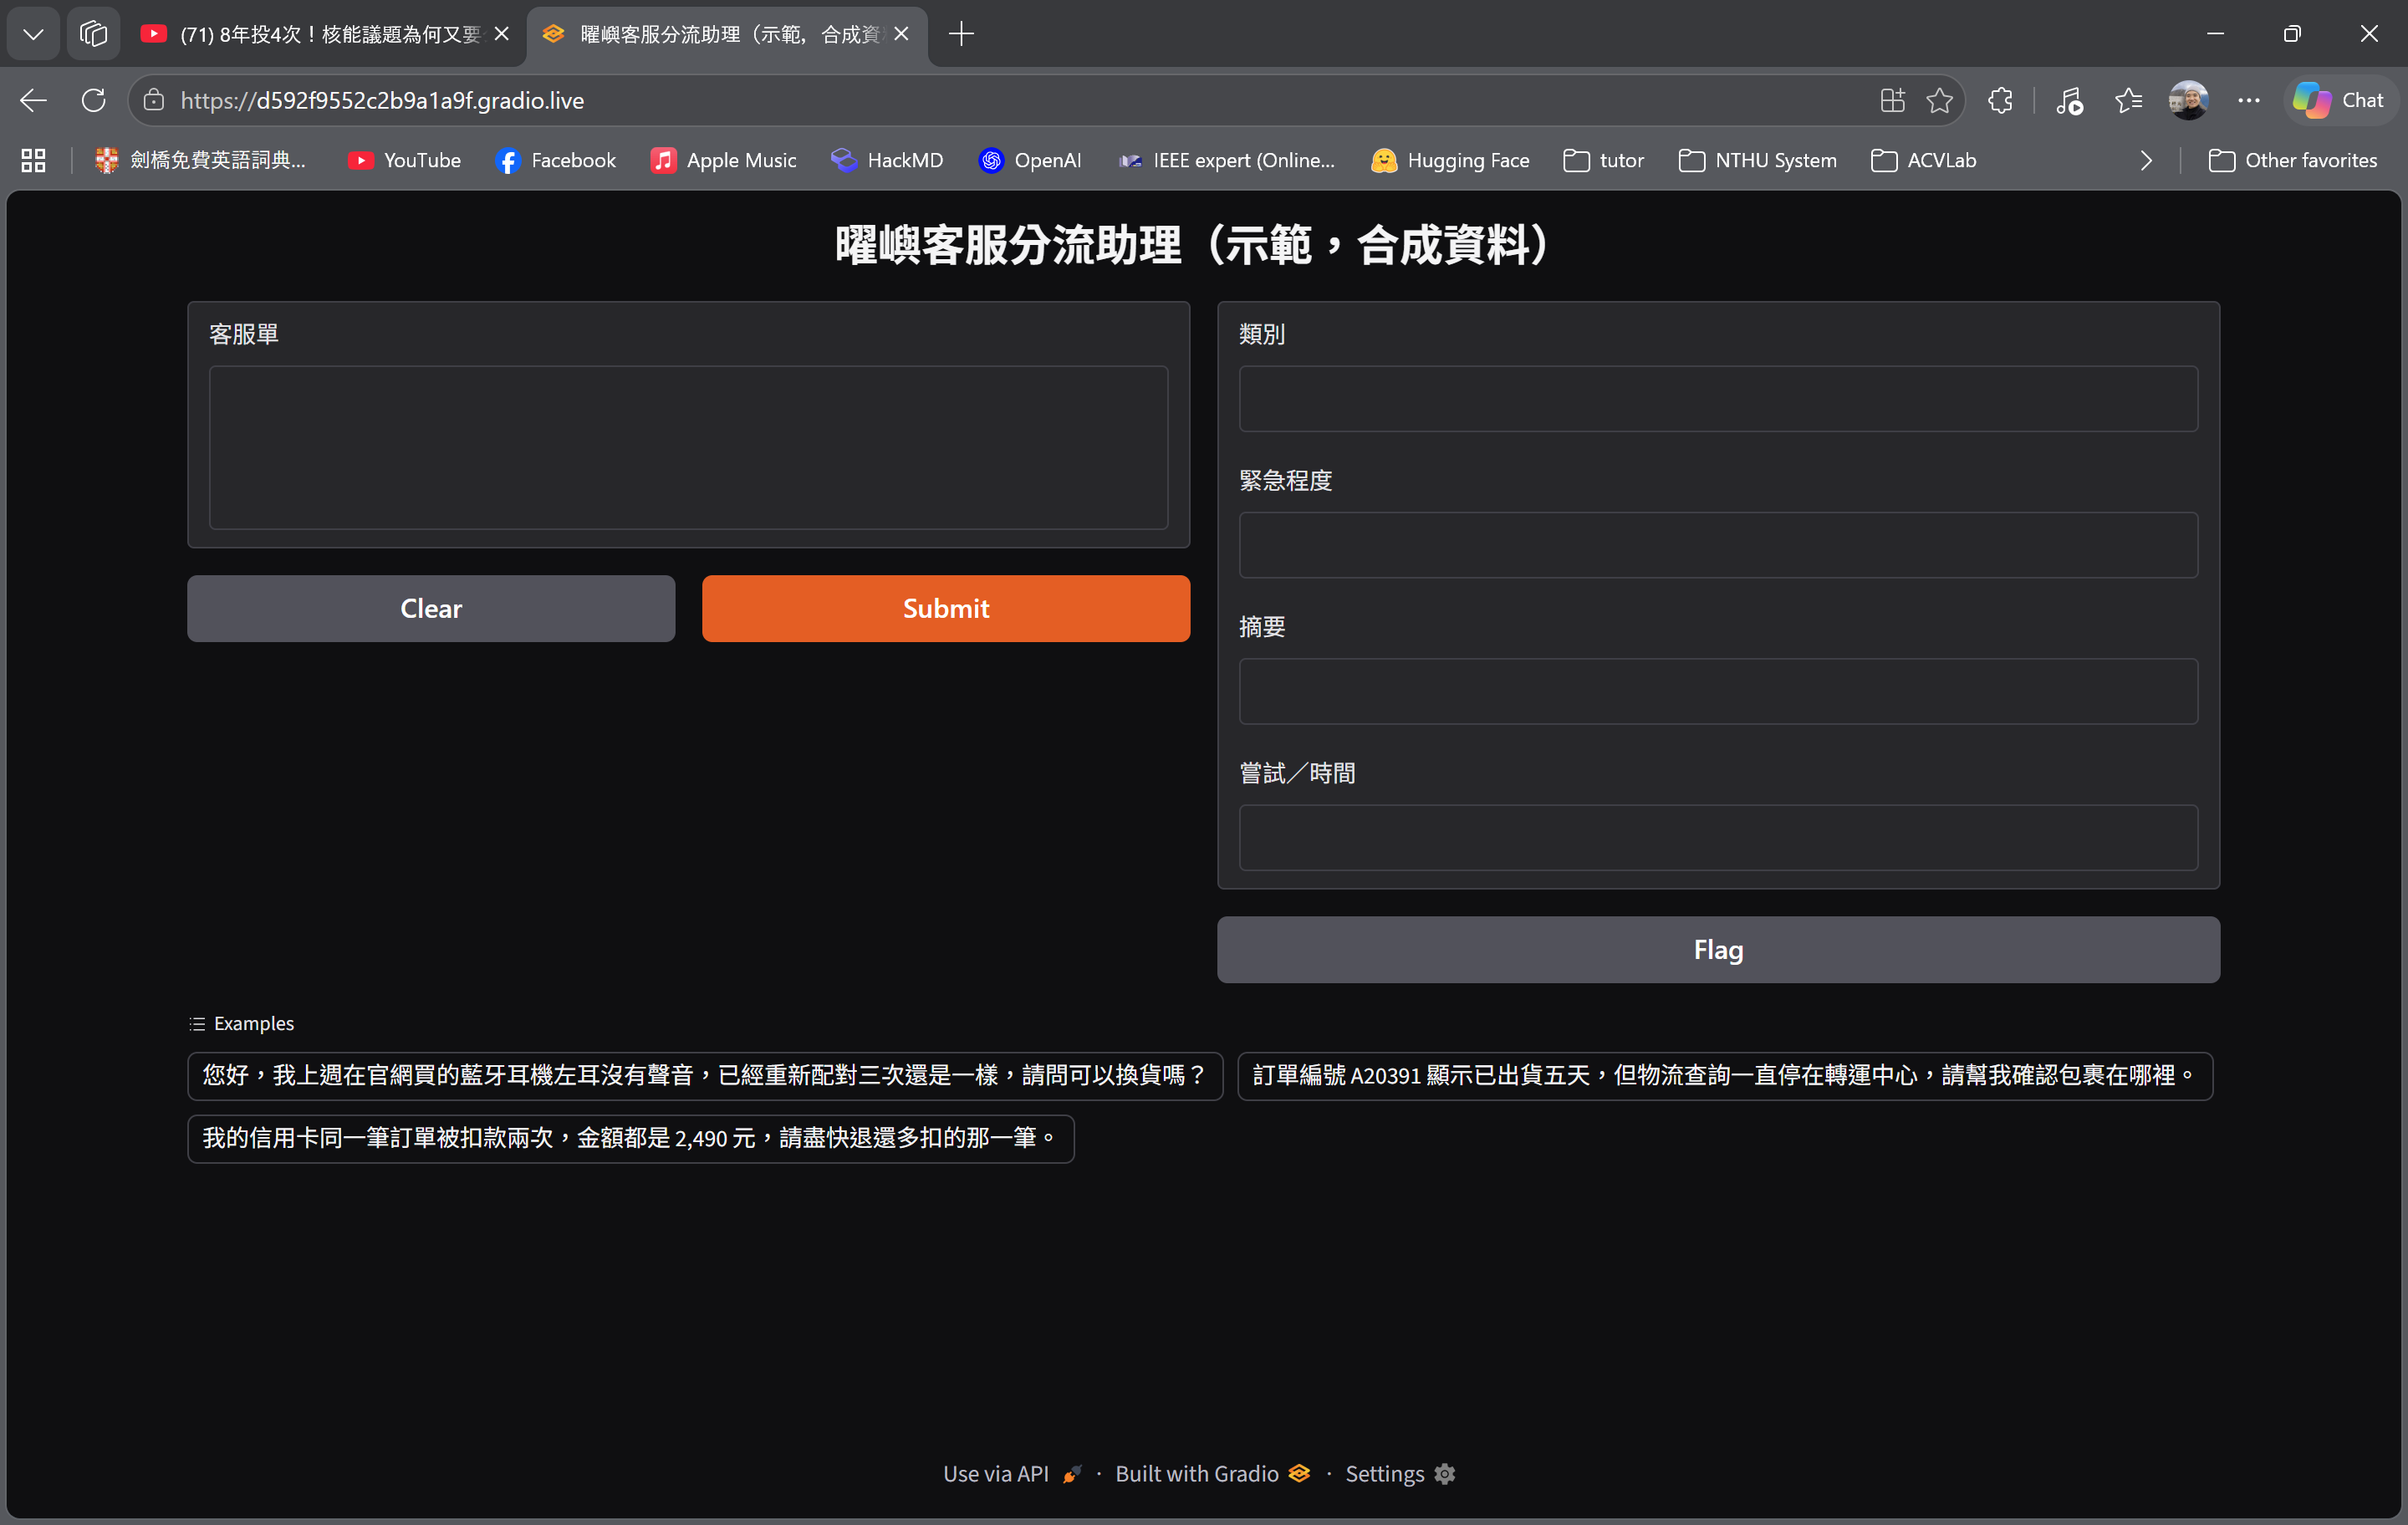 (71) 8年投4次！核能議題為何又要
曜嶼客服分流助理（示範，合成資
https://d592f9552c2b9a1a9f.gradio.live
Chat
劍橋免費英語詞典...
YouTube
Facebook
Apple Music
HackMD
OpenAI
IEEE expert (Online...
Hugging Face
tutor
NTHU System
ACVLab
Other favorites
曜嶼客服分流助理（示範，合成資料）
客服單
Clear
Submit
類別
緊急程度
摘要
嘗試／時間
Flag
Examples
您好，我上週在官網買的藍牙耳機左耳沒有聲音，已經重新配對三次還是一樣，請問可以換貨嗎？
訂單編號 A20391 顯示已出貨五天，但物流查詢一直停在轉運中心，請幫我確認包裹在哪裡。
我的信用卡同一筆訂單被扣款兩次，金額都是 2,490 元，請盡快退還多扣的那一筆。
Use via API · Built with Gradio · Settings